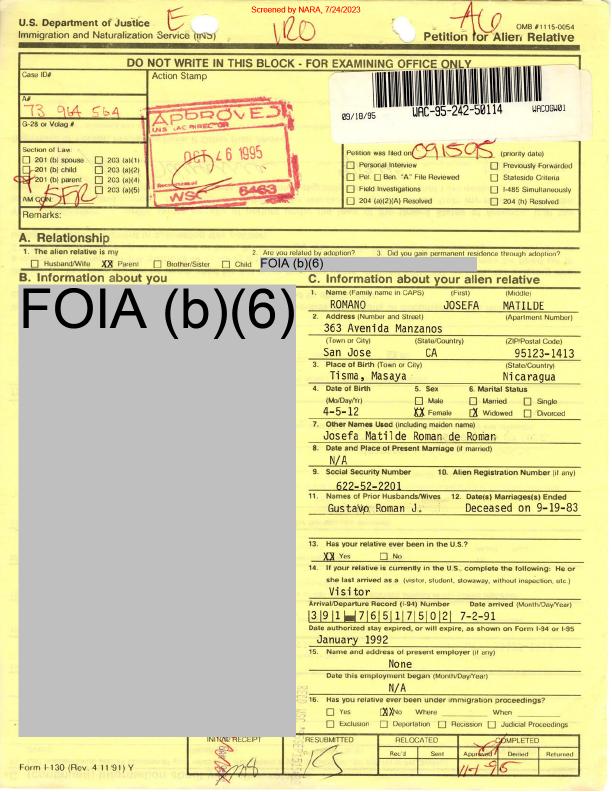 Screened by NARA, 7/24/2023
U.S. Department of Justice
Immigration and Naturalization Service (INS)
E
IRO
A6
OMB #1115-0054
Petition for Alien Relative
DO NOT WRITE IN THIS BLOCK - FOR EXAMINING OFFICE ONLY
Case ID#
Action Stamp
A#
73 964 564
G-28 or Volag #
APPROVED
OCT 26 1995
WSC 6463
09/18/95 WAC-95-242-50114 WAC06W01
Section of Law:
201 (b) spouse 203 (a)(1)
201 (b) child 203 (a)(2)
201 (b) parent 203 (a)(4)
203 (a)(5)
AM CON:
Petition was filed on 091595 (priority date)
Personal Interview Previously Forwarded
Pet. Ben. "A" File Reviewed Stateside Criteria
Field Investigations I-485 Simultaneously
204 (a)(2)(A) Resolved 204 (h) Resolved
Remarks:
A. Relationship
1. The alien relative is my 2. Are you related by adoption? 3. Did you gain permanent residence through adoption?
Husband/Wife XX Parent Brother/Sister Child FOIA (b)(6)
B. Information about you
FOIA (b)(6)
C. Information about your alien relative
1. Name (Family name in CAPS) (First) (Middle)
ROMANO JOSEFA MATILDE
2. Address (Number and Street) (Apartment Number)
363 Avenida Manzanos
(Town or City) (State/Country) (ZIP/Postal Code)
San Jose CA 95123-1413
3. Place of Birth (Town or City) (State/Country)
Tisma, Masaya Nicaragua
4. Date of Birth 5. Sex 6. Marital Status
(Mo/Day/Yr) Male Married Single
4-5-12 XX Female X Widowed Divorced
7. Other Names Used (including maiden name)
Josefa Matilde Roman de Roman
8. Date and Place of Present Marriage (if married)
N/A
9. Social Security Number 10. Alien Registration Number (if any)
622-52-2201
11. Names of Prior Husbands/Wives 12. Date(s) Marriages(s) Ended
Gustavo Roman J. Deceased on 9-19-83
13. Has your relative ever been in the U.S.?
XX Yes No
14. If your relative is currently in the U.S., complete the following: He or
she last arrived as a (visitor, student, stowaway, without inspection, etc.)
Visitor
Arrival/Departure Record (I-94) Number Date arrived (Month/Day/Year)
391 76517502 7-2-91
Date authorized stay expired, or will expire, as shown on Form I-94 or I-95
January 1992
15. Name and address of present employer (if any)
None
Date this employment began (Month/Day/Year)
N/A
16. Has your relative ever been under immigration proceedings?
Yes XX No Where When
Exclusion Deportation Recission Judicial Proceedings
INITIAL RECEIPT RESUBMITTED RELOCATED COMPLETED
Rec'd Sent Approved Denied Returned
Form I-130 (Rev. 4/11/91) Y